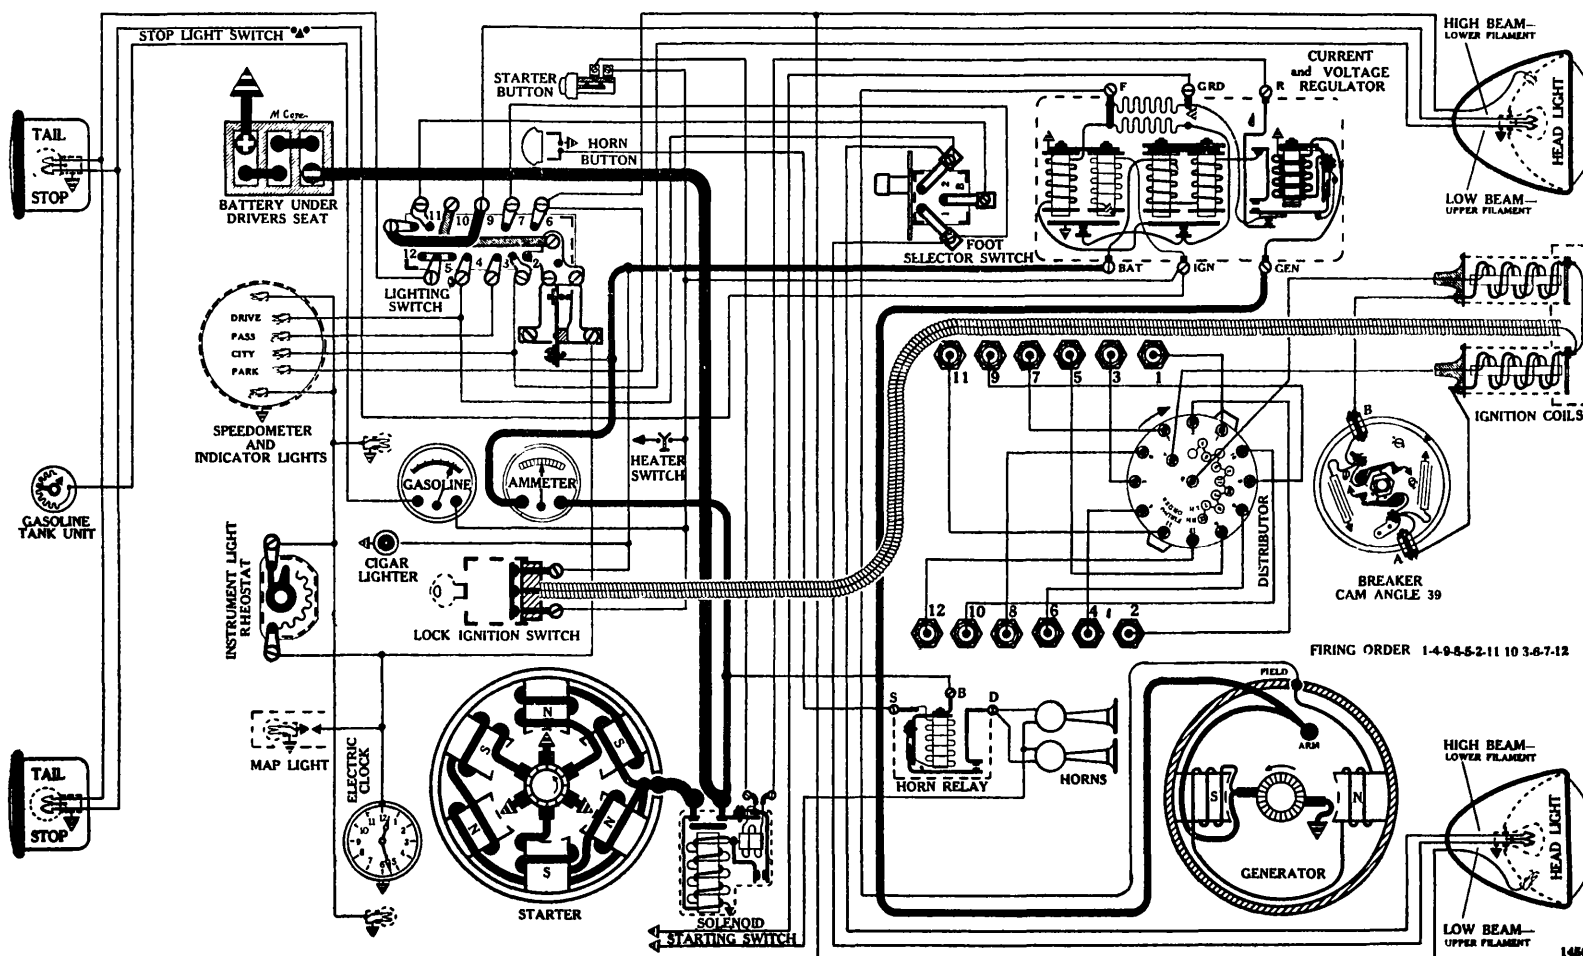 STOP LIGHT SWITCH
TAIL
STOP
BATTERY UNDER
DRIVERS SEAT
STARTER
BUTTON
HORN
BUTTON
F
GRD
R
CURRENT
and VOLTAGE
REGULATOR
HIGH BEAM—
LOWER FILAMENT
HEAD LIGHT
LOW BEAM—
UPPER FILAMENT
11
10
9
7
6
12
5
4
3
2
1
LIGHTING
SWITCH
2
1
FOOT
SELECTOR SWITCH
BAT
IGN
GEN
DRIVE
PASS
CITY
PARK
SPEEDOMETER
AND
INDICATOR LIGHTS
11
9
7
5
3
1
IGNITION COILS
B
A
BREAKER
CAM ANGLE 39
GASOLINE
AMMETER
HEATER
SWITCH
GASOLINE
TANK UNIT
CIGAR
LIGHTER
INSTRUMENT LIGHT
RHEOSTAT
LOCK IGNITION SWITCH
DISTRIBUTOR
12
10
8
6
4
2
FIRING ORDER 1-4-9-8-5-2-11 10 3-6-7-12
MAP LIGHT
ELECTRIC
CLOCK
N
S
S
N
N
S
STARTER
SOLENOID
STARTING SWITCH
S
B
D
HORN RELAY
HORNS
FIELD
ARM
S
N
GENERATOR
TAIL
STOP
HIGH BEAM—
LOWER FILAMENT
HEAD LIGHT
LOW BEAM—
UPPER FILAMENT